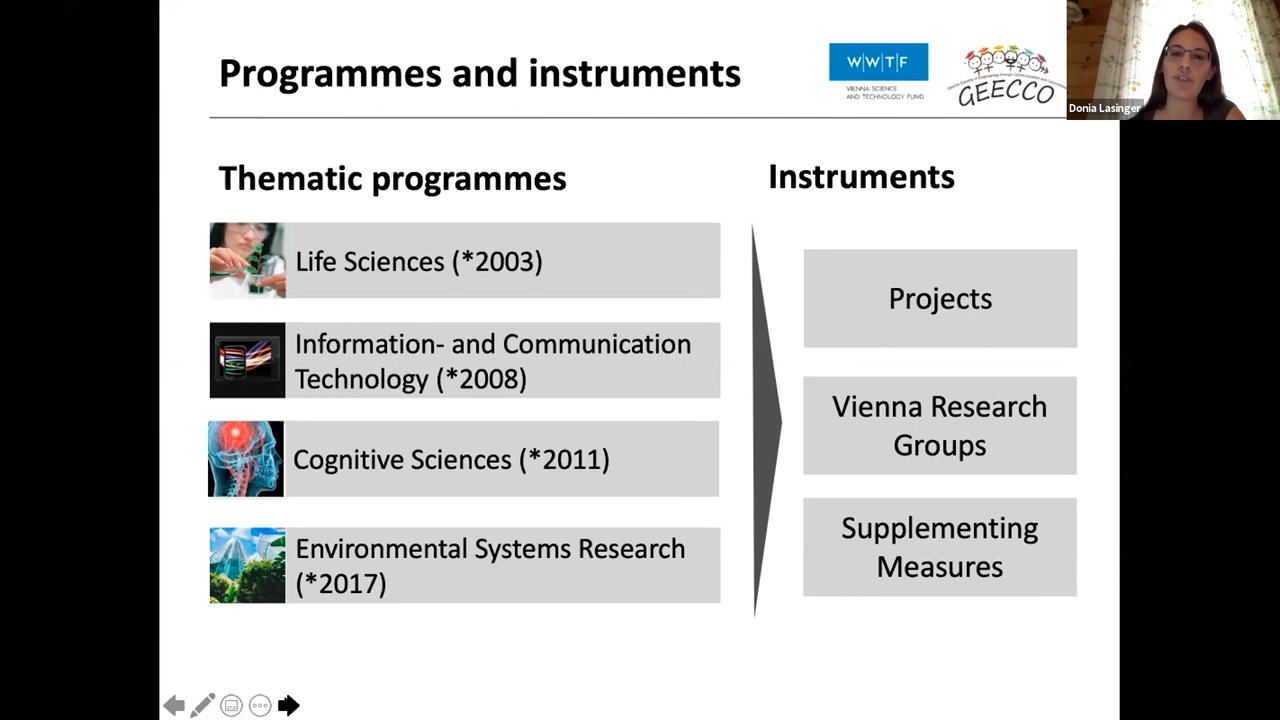 Programmes and instruments
W|W|T|F
VIENNA SCIENCE
AND TECHNOLOGY FUND
GEECCO
Donia Lasinger
Thematic programmes
Instruments
Life Sciences (*2003)
Information- and Communication
Technology (*2008)
Cognitive Sciences (*2011)
Environmental Systems Research
(*2017)
Projects
Vienna Research
Groups
Supplementing
Measures